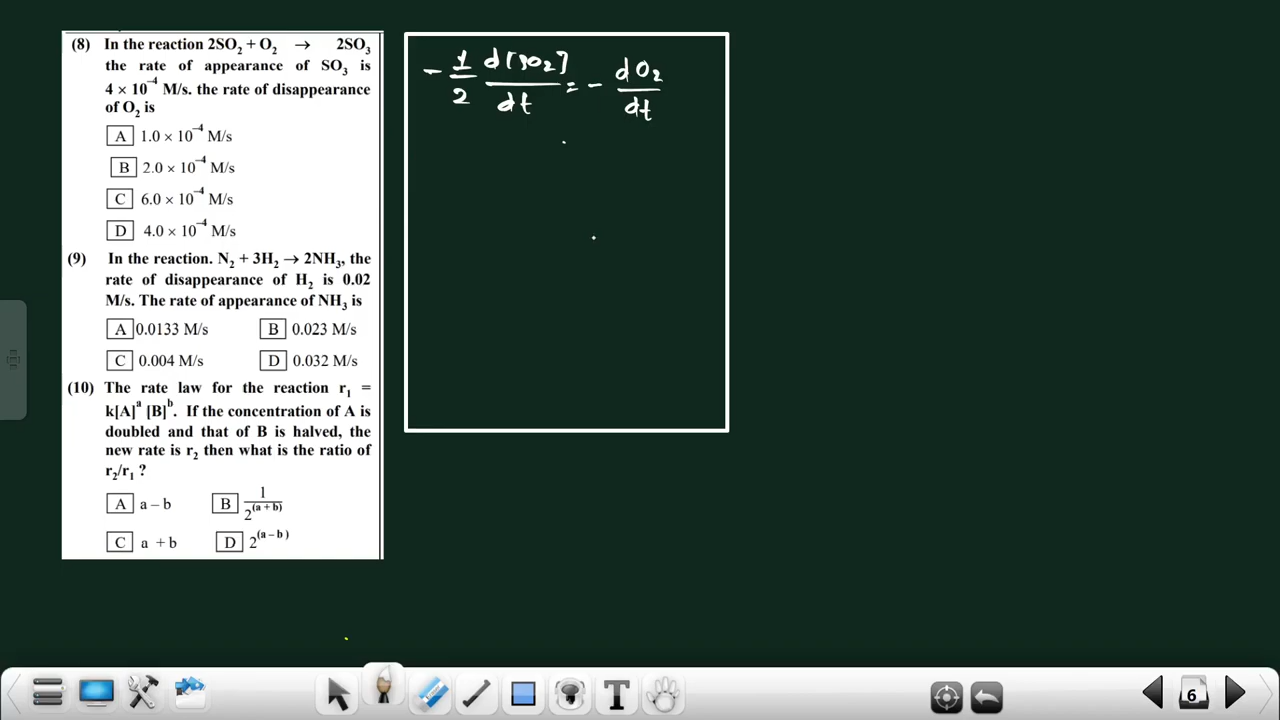 (8) In the reaction 2SO₂ + O₂ → 2SO₃
the rate of appearance of SO₃ is
4 × 10⁻⁴ M/s. the rate of disappearance
of O₂ is
A 1.0 × 10⁻⁴ M/s
B 2.0 × 10⁻⁴ M/s
C 6.0 × 10⁻⁴ M/s
D 4.0 × 10⁻⁴ M/s
(9) In the reaction. N₂ + 3H₂ → 2NH₃, the
rate of disappearance of H₂ is 0.02
M/s. The rate of appearance of NH₃ is
A 0.0133 M/s B 0.023 M/s
C 0.004 M/s D 0.032 M/s
(10) The rate law for the reaction r₁ =
k[A]ᵃ [B]ᵇ. If the concentration of A is
doubled and that of B is halved, the
new rate is r₂ then what is the ratio of
r₂/r₁ ?
A a – b B 1/2^(a + b)
C a + b D 2^(a – b )
- 1/2 d[SO₂]/dt = - dO₂/dt
T
6